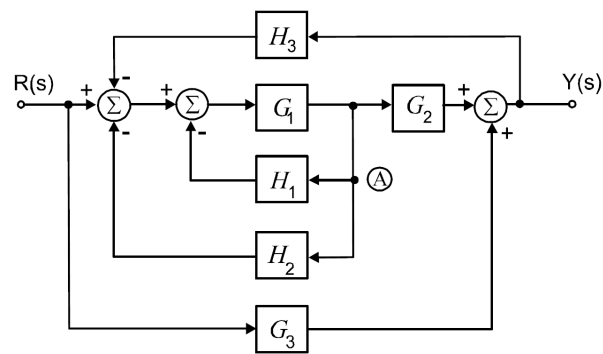 H₃
R(s) + - Σ + - Σ G₁ G₂ + Σ + Y(s)
-
H₁ A
H₂
G₃